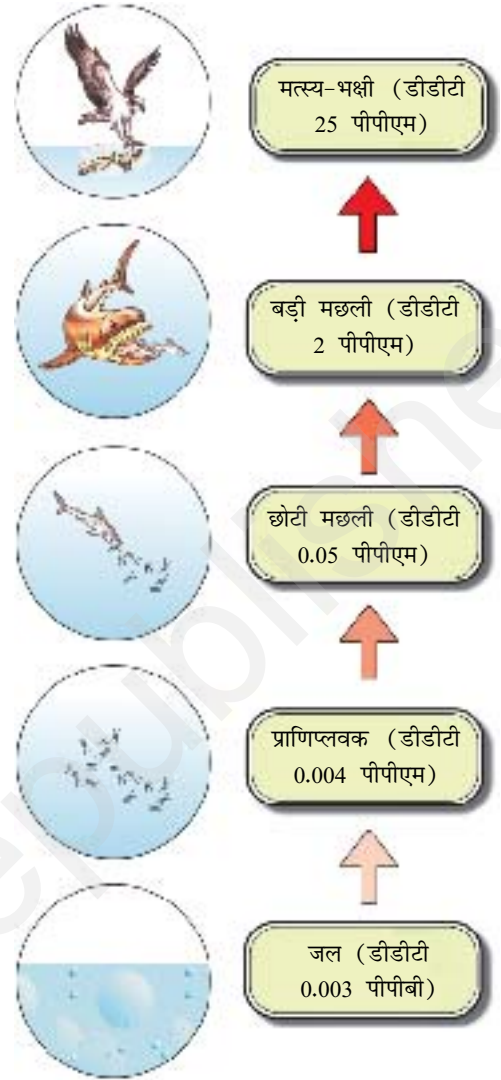 मत्स्य-भक्षी (डीडीटी
25 पीपीएम)
बड़ी मछली (डीडीटी
2 पीपीएम)
छोटी मछली (डीडीटी
0.05 पीपीएम)
प्राणिप्लवक (डीडीटी
0.004 पीपीएम)
जल (डीडीटी
0.003 पीपीबी)